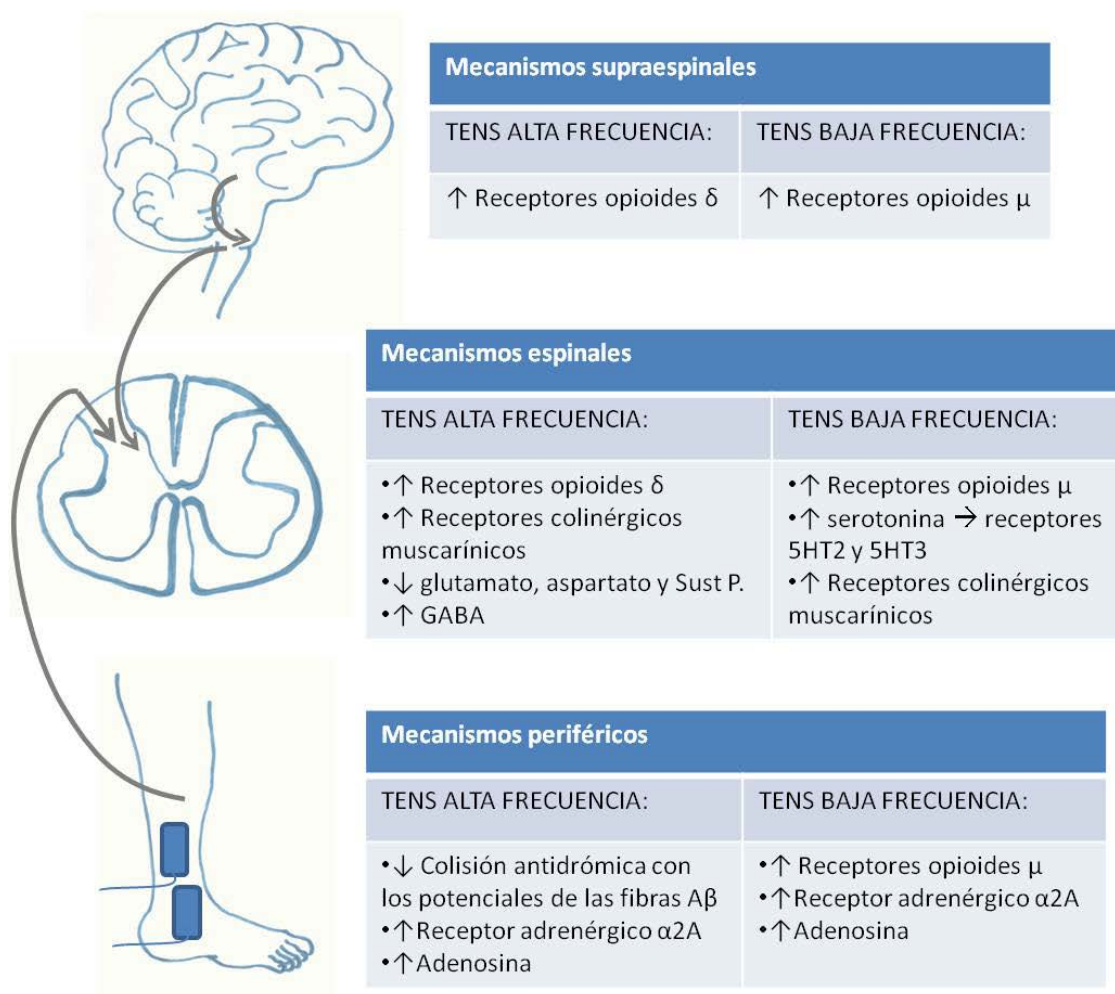 Mecanismos supraespinales
TENS ALTA FRECUENCIA:
TENS BAJA FRECUENCIA:
↑ Receptores opioides δ
↑ Receptores opioides µ
Mecanismos espinales
TENS ALTA FRECUENCIA:
TENS BAJA FRECUENCIA:
•↑ Receptores opioides δ
•↑ Receptores colinérgicos
muscarínicos
•↓ glutamato, aspartato y Sust P.
•↑ GABA
•↑ Receptores opioides µ
•↑ serotonina → receptores
5HT2 y 5HT3
•↑ Receptores colinérgicos
muscarínicos
Mecanismos periféricos
TENS ALTA FRECUENCIA:
TENS BAJA FRECUENCIA:
•↓ Colisión antidrómica con
los potenciales de las fibras Aβ
•↑Receptor adrenérgico α2A
•↑Adenosina
•↑ Receptores opioides µ
•↑Receptor adrenérgico α2A
•↑Adenosina